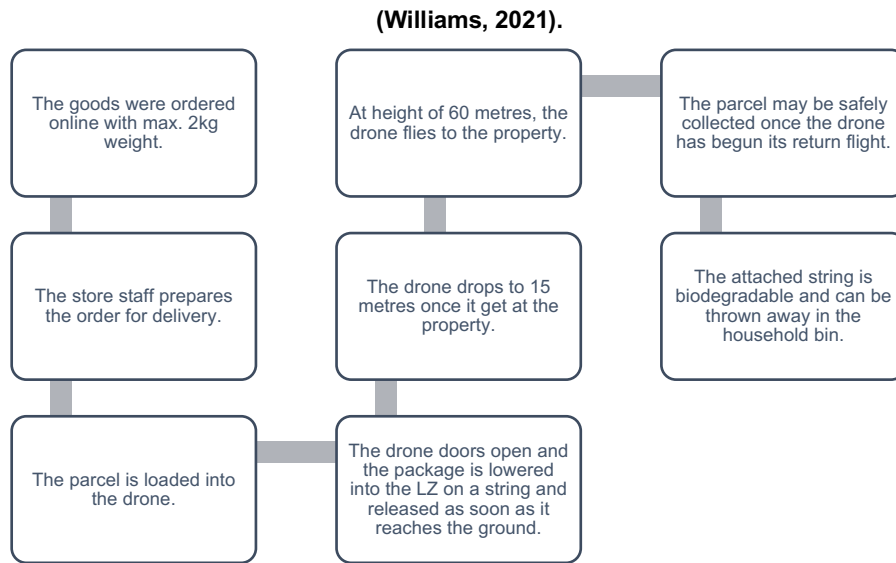 (Williams, 2021).
The goods were ordered
online with max. 2kg
weight.
The store staff prepares
the order for delivery.
The parcel is loaded into
the drone.
At height of 60 metres, the
drone flies to the property.
The drone drops to 15
metres once it get at the
property.
The drone doors open and
the package is lowered
into the LZ on a string and
released as soon as it
reaches the ground.
The parcel may be safely
collected once the drone
has begun its return flight.
The attached string is
biodegradable and can be
thrown away in the
household bin.